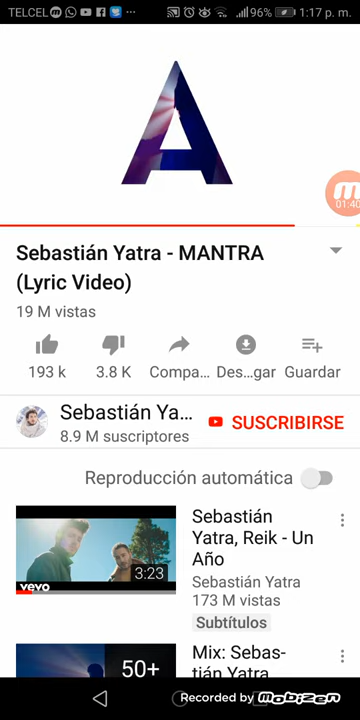 TELCEL ... 96% 1:17 p. m.
A
01:40
Sebastián Yatra - MANTRA
(Lyric Video)
19 M vistas
193 k 3.8 K Compa... Des...gar Guardar
Sebastián Ya... SUSCRIBIRSE
8.9 M suscriptores
Reproducción automática
Sebastián
Yatra, Reik - Un
Año
3:23
vevo
Sebastián Yatra
173 M vistas
Subtítulos
50+
Mix: Sebas-
tián Yatra
Recorded by Mobizen